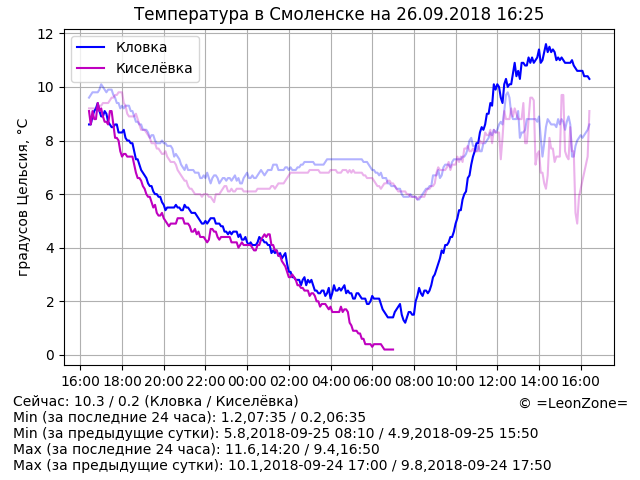 Температура в Смоленске на 26.09.2018 16:25
градусов Цельсия, °C
12
10
8
6
4
2
0
Кловка
Киселёвка
16:00 18:00 20:00 22:00 00:00 02:00 04:00 06:00 08:00 10:00 12:00 14:00 16:00
Сейчас: 10.3 / 0.2 (Кловка / Киселёвка)
© =LeonZone=
Min (за последние 24 часа): 1.2,07:35 / 0.2,06:35
Min (за предыдущие сутки): 5.8,2018-09-25 08:10 / 4.9,2018-09-25 15:50
Max (за последние 24 часа): 11.6,14:20 / 9.4,16:50
Max (за предыдущие сутки): 10.1,2018-09-24 17:00 / 9.8,2018-09-24 17:50